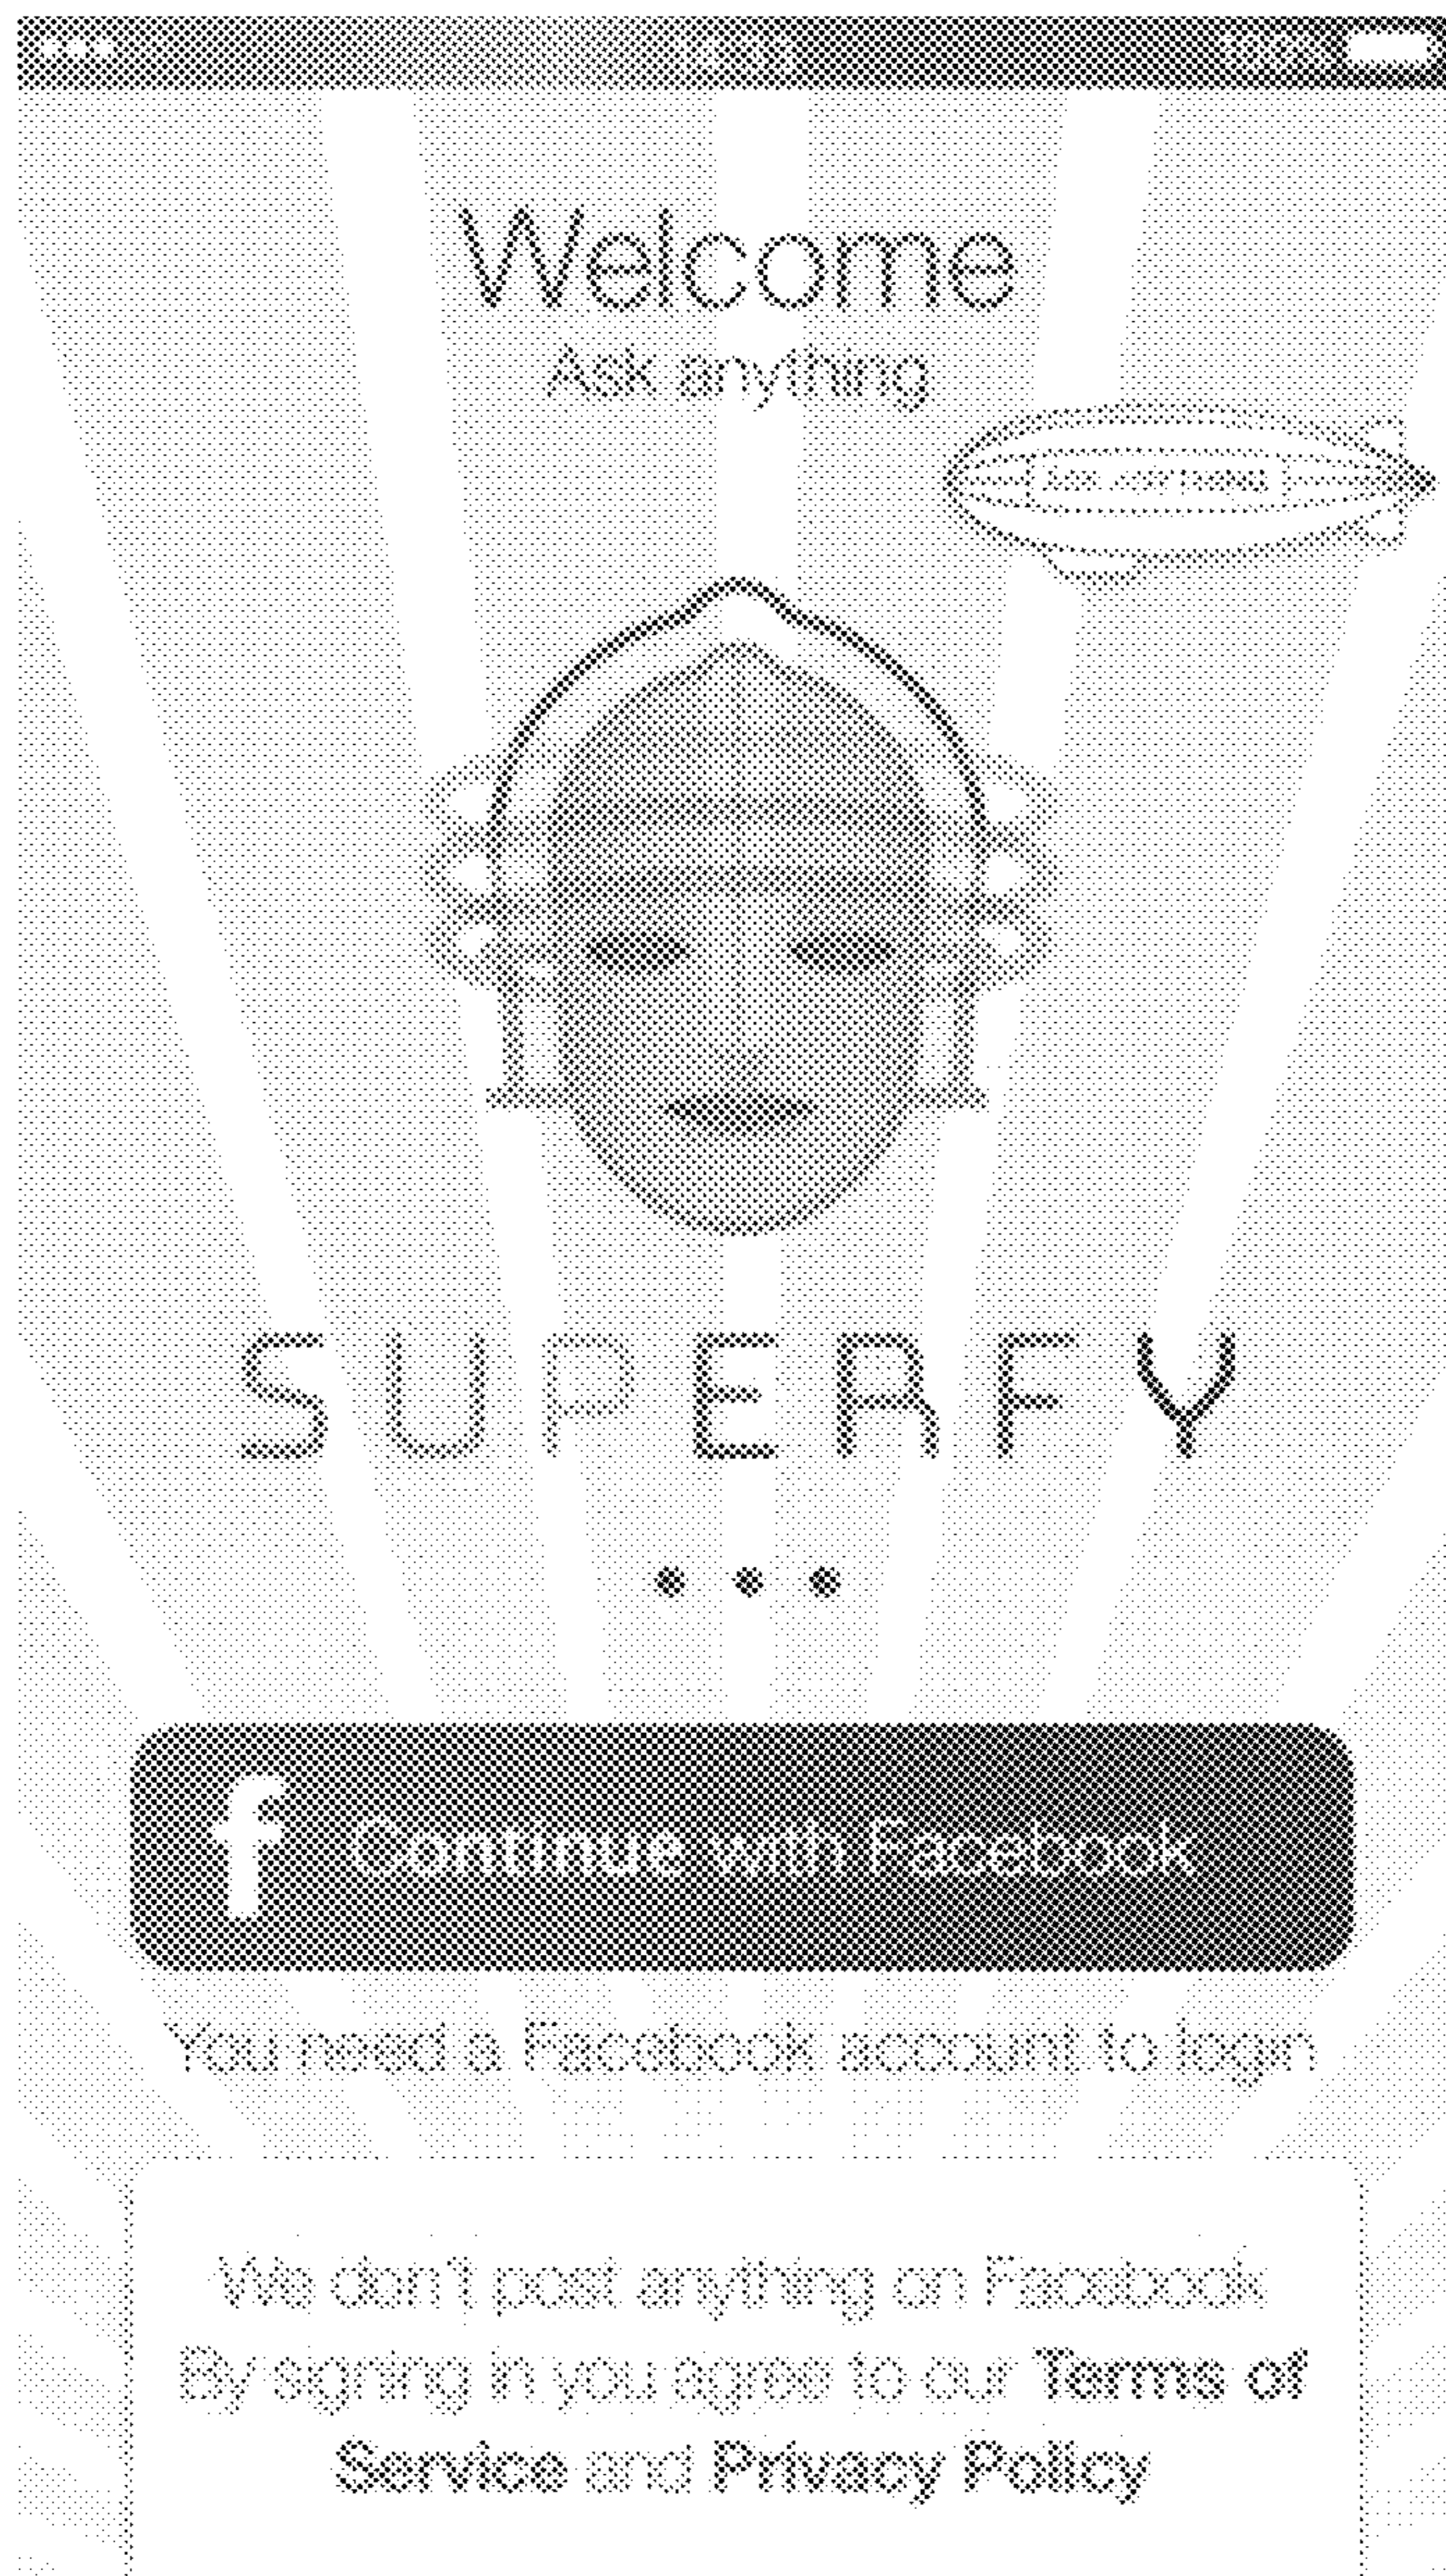 Welcome
Ask anything
SUPERFY
f Continue with Facebook
You need a Facebook account to login
We don't post anything on Facebook
By signing in you agree to our Terms of
Service and Privacy Policy